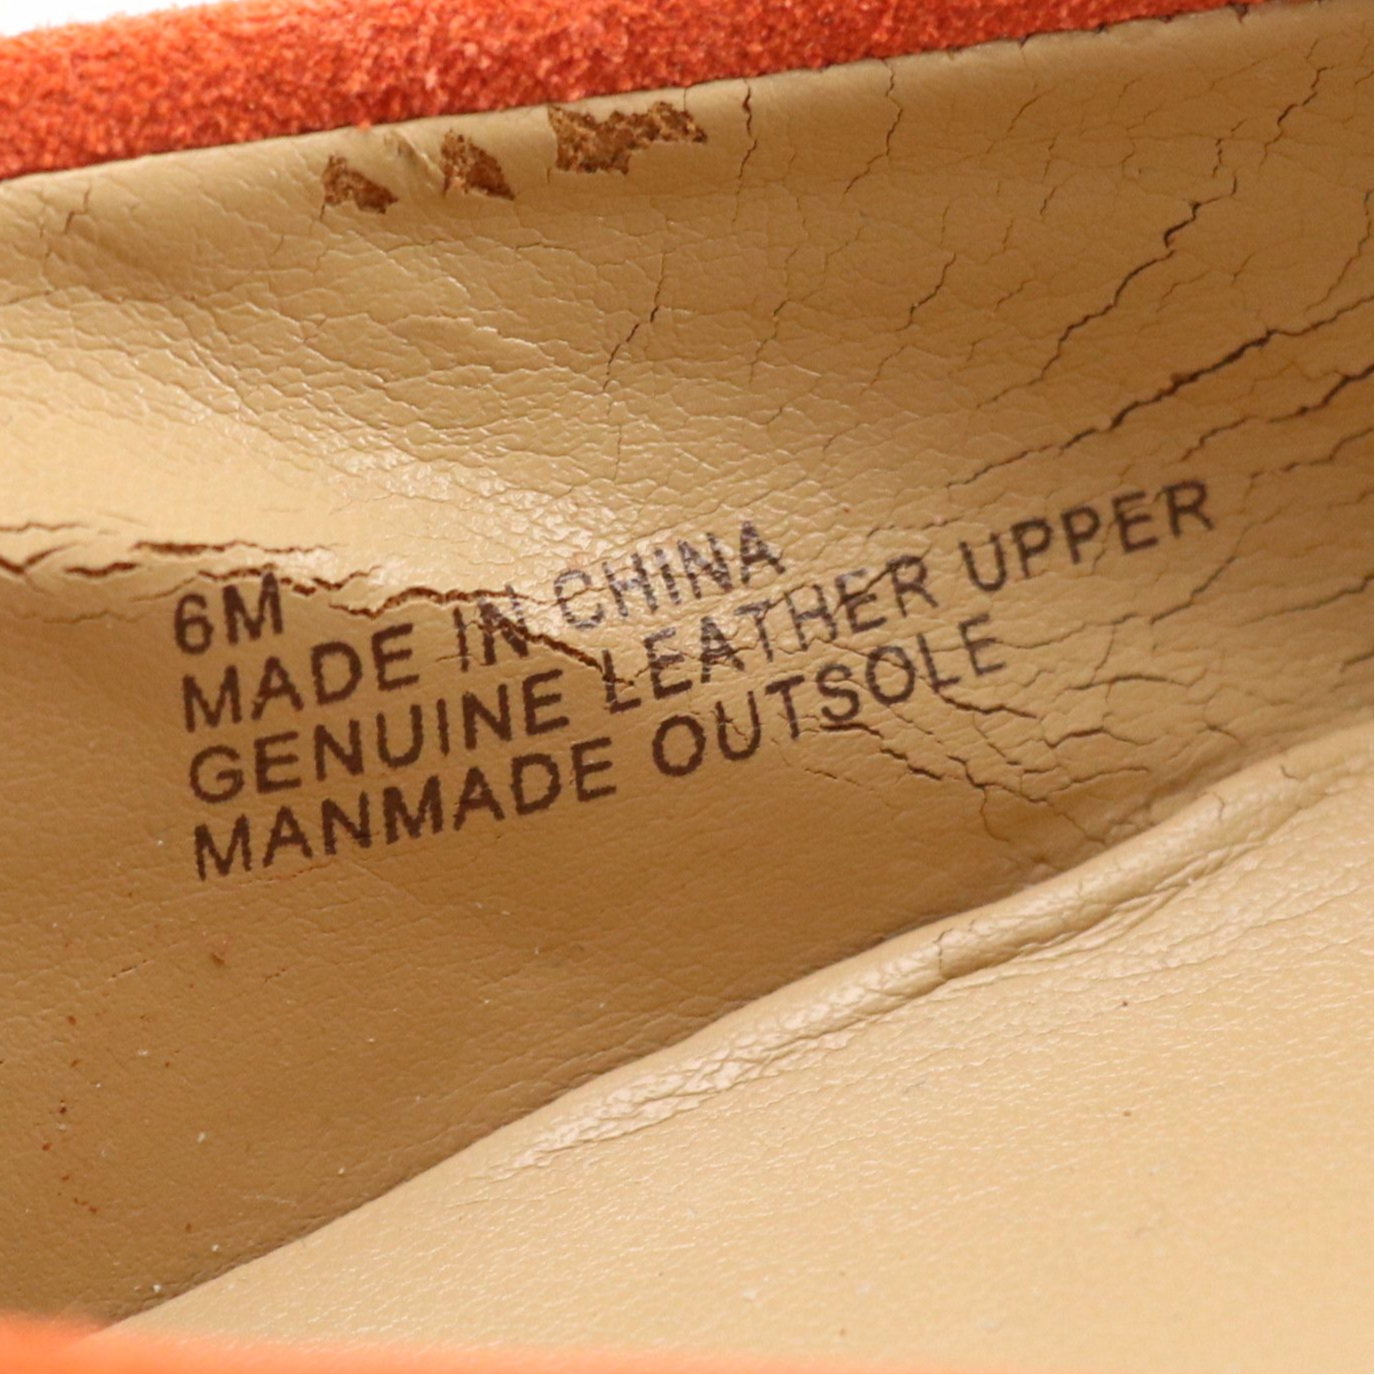 6M
MADE IN CHINA
GENUINE LEATHER UPPER
MANMADE OUTSOLE